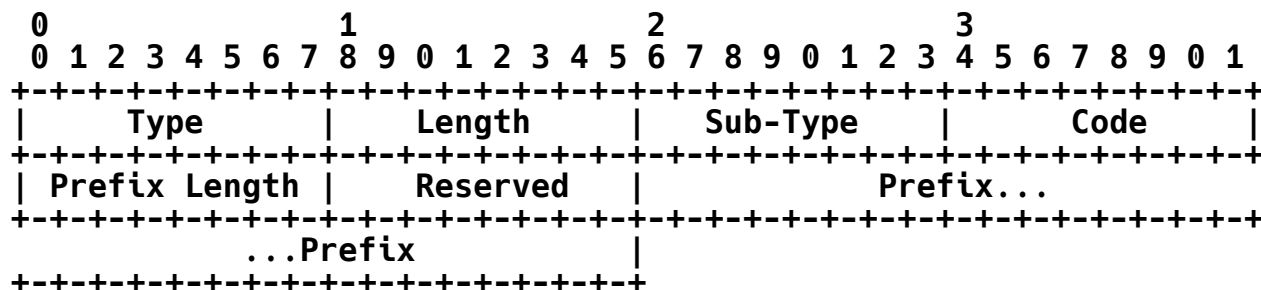 0                   1                   2                   3
0 1 2 3 4 5 6 7 8 9 0 1 2 3 4 5 6 7 8 9 0 1 2 3 4 5 6 7 8 9 0 1
+-+-+-+-+-+-+-+-+-+-+-+-+-+-+-+-+-+-+-+-+-+-+-+-+-+-+-+-+-+-+-+-+
|     Type      |    Length     |   Sub-Type    |     Code      |
+-+-+-+-+-+-+-+-+-+-+-+-+-+-+-+-+-+-+-+-+-+-+-+-+-+-+-+-+-+-+-+-+
| Prefix Length |    Reserved   |            Prefix...
+-+-+-+-+-+-+-+-+-+-+-+-+-+-+-+-+-+-+-+-+-+-+-+-+-+-+-+-+-+-+-+-+
            ...Prefix           |
+-+-+-+-+-+-+-+-+-+-+-+-+-+-+-+-+